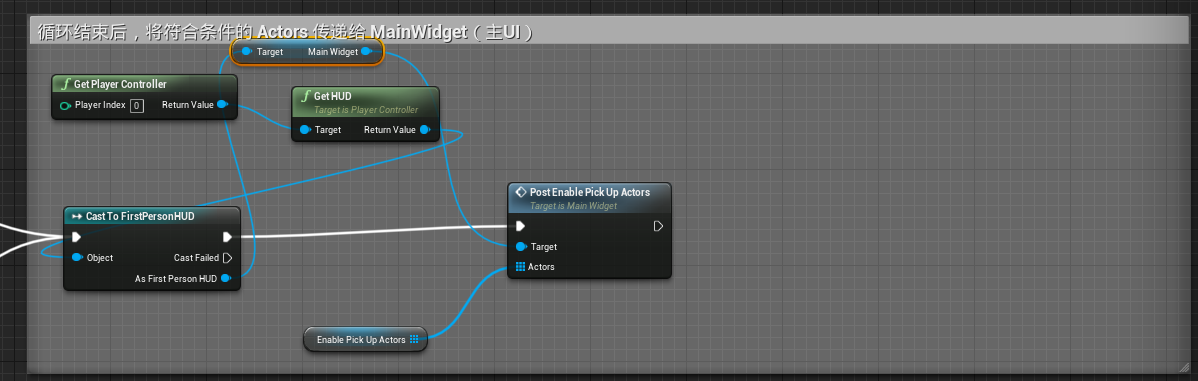 循环结束后，将符合条件的 Actors 传递给 MainWidget（主UI）
Target Main Widget
Get Player Controller
Player Index 0 Return Value
Get HUD
Target is Player Controller
Target Return Value
Post Enable Pick Up Actors
Target is Main Widget
Target
Actors
Cast To FirstPersonHUD
Object Cast Failed
As First Person HUD
Enable Pick Up Actors